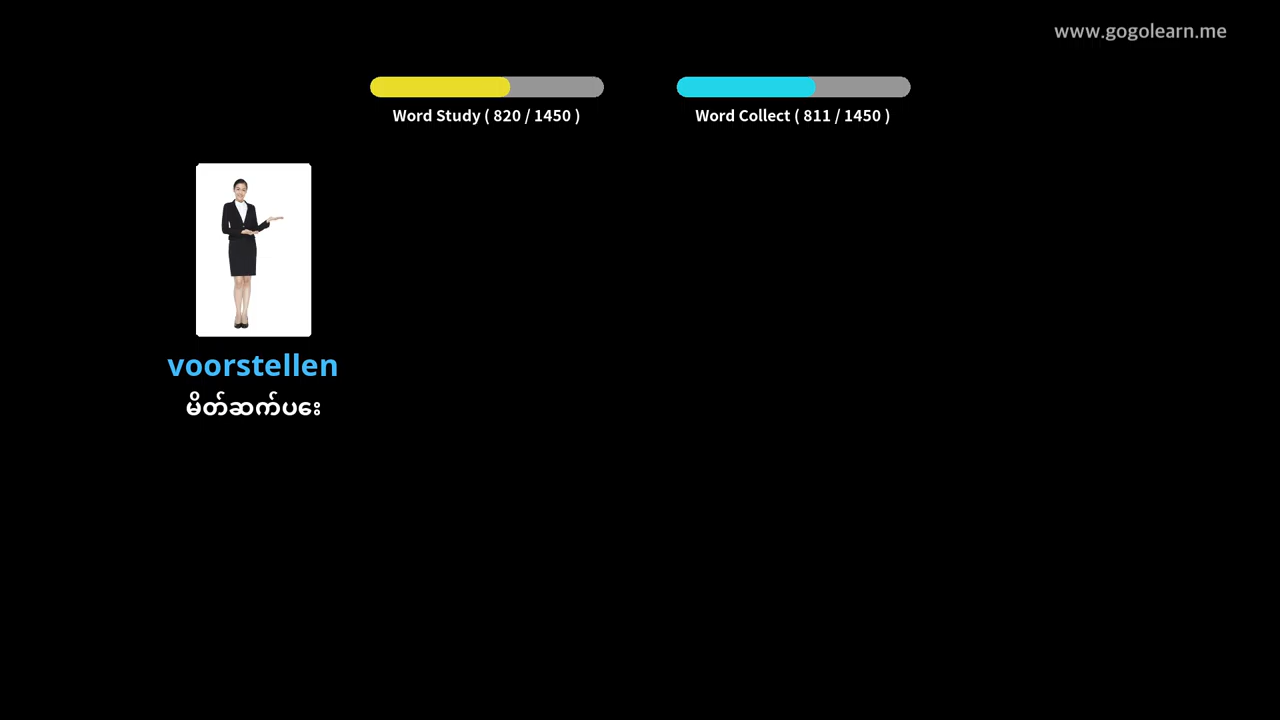 www.gogolearn.me
Word Study ( 820 / 1450 )
Word Collect ( 811 / 1450 )
voorstellen
မိတ်ဆက်ပေး